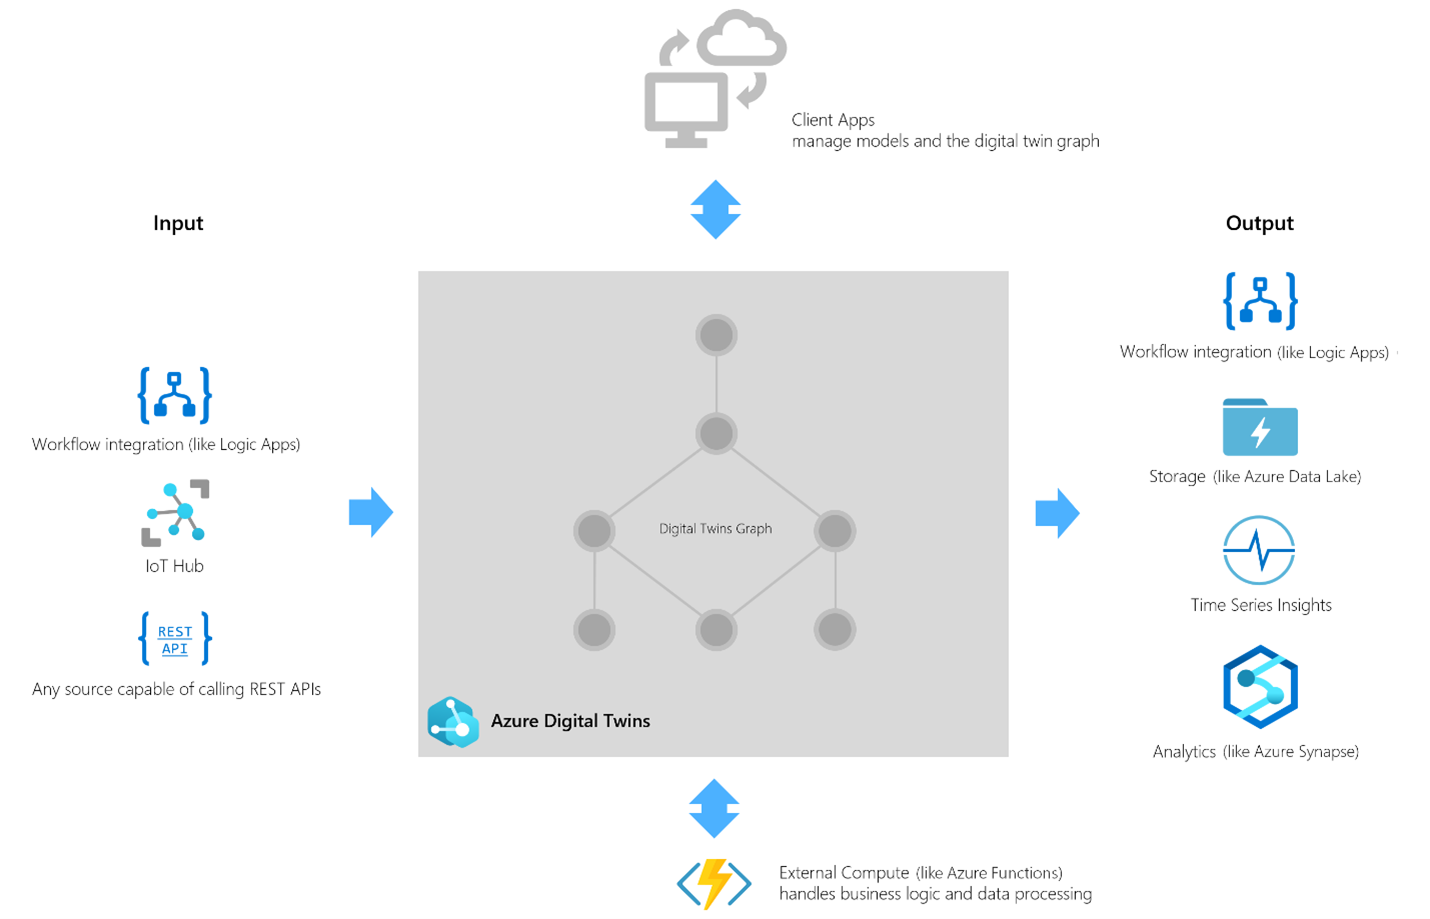 Client Apps
manage models and the digital twin graph
Input
Output
Workflow integration (like Logic Apps)
IoT Hub
REST
API
Any source capable of calling REST APIs
Digital Twins Graph
Azure Digital Twins
Workflow integration (like Logic Apps)
Storage (like Azure Data Lake)
Time Series Insights
Analytics (like Azure Synapse)
External Compute (like Azure Functions)
handles business logic and data processing